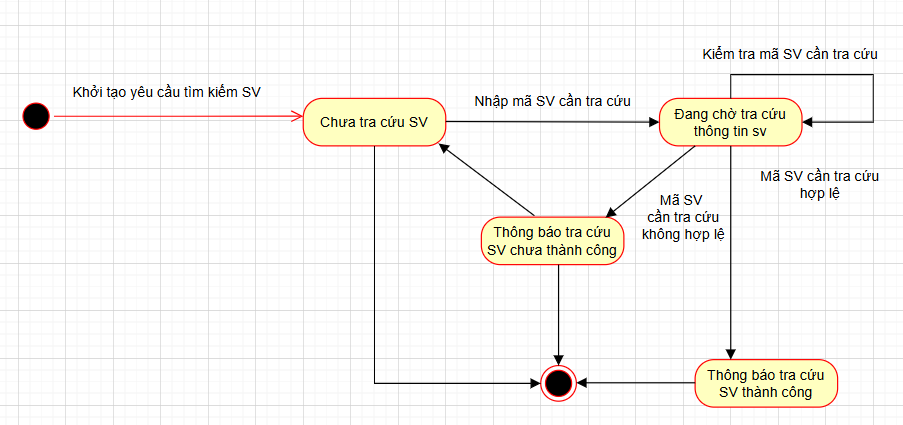 Kiểm tra mã SV cần tra cứu
Khởi tạo yêu cầu tìm kiếm SV
Nhập mã SV cần tra cứu
Chưa tra cứu SV
Đang chờ tra cứu
thông tin sv
Mã SV cần tra cứu
hợp lệ
Mã SV
cần tra cứu
không hợp lệ
Thông báo tra cứu
SV chưa thành công
Thông báo tra cứu
SV thành công